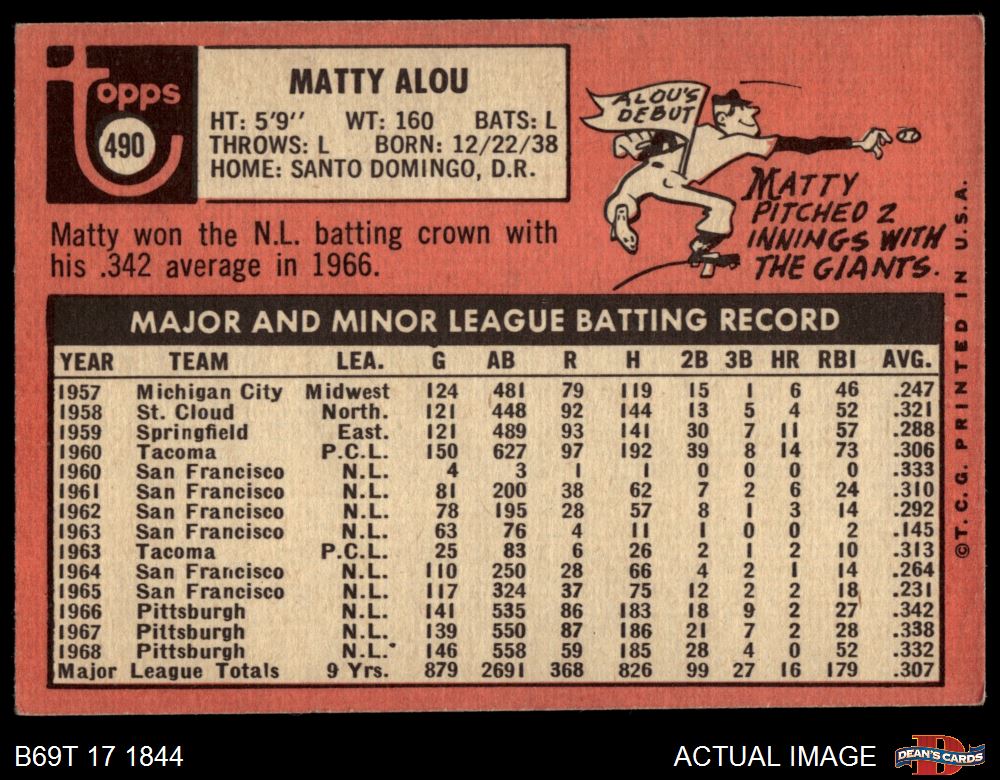 Topps
490
MATTY ALOU
HT: 5'9'' WT: 160 BATS: L
THROWS: L BORN: 12/22/38
HOME: SANTO DOMINGO, D.R.
ALOU'S
DEBUT
MATTY
PITCHED 2
INNINGS WITH
THE GIANTS.
Matty won the N.L. batting crown with
his .342 average in 1966.
MAJOR AND MINOR LEAGUE BATTING RECORD
YEAR TEAM LEA. G AB R H 2B 3B HR RBI AVG.
1957 Michigan City Midwest 124 481 79 119 15 1 6 46 .247
1958 St. Cloud North. 121 448 92 144 13 5 4 52 .321
1959 Springfield East. 121 489 93 141 30 7 11 57 .288
1960 Tacoma P.C.L. 150 627 97 192 39 8 14 73 .306
1960 San Francisco N.L. 4 3 1 1 0 0 0 0 .333
1961 San Francisco N.L. 81 200 38 62 7 2 6 24 .310
1962 San Francisco N.L. 78 195 28 57 8 1 3 14 .292
1963 San Francisco N.L. 63 76 4 11 1 0 0 2 .145
1963 Tacoma P.C.L. 25 83 6 26 2 1 2 10 .313
1964 San Francisco N.L. 110 250 28 66 4 2 1 14 .264
1965 San Francisco N.L. 117 324 37 75 12 2 2 18 .231
1966 Pittsburgh N.L. 141 535 86 183 18 9 2 27 .342
1967 Pittsburgh N.L. 139 550 87 186 21 7 2 28 .338
1968 Pittsburgh N.L. 146 558 59 185 28 4 0 52 .332
Major League Totals 9 Yrs. 879 2691 368 826 99 27 16 179 .307
©T.C.G. PRINTED IN U.S.A.
B69T 17 1844
ACTUAL IMAGE
D
DEAN'S CARDS